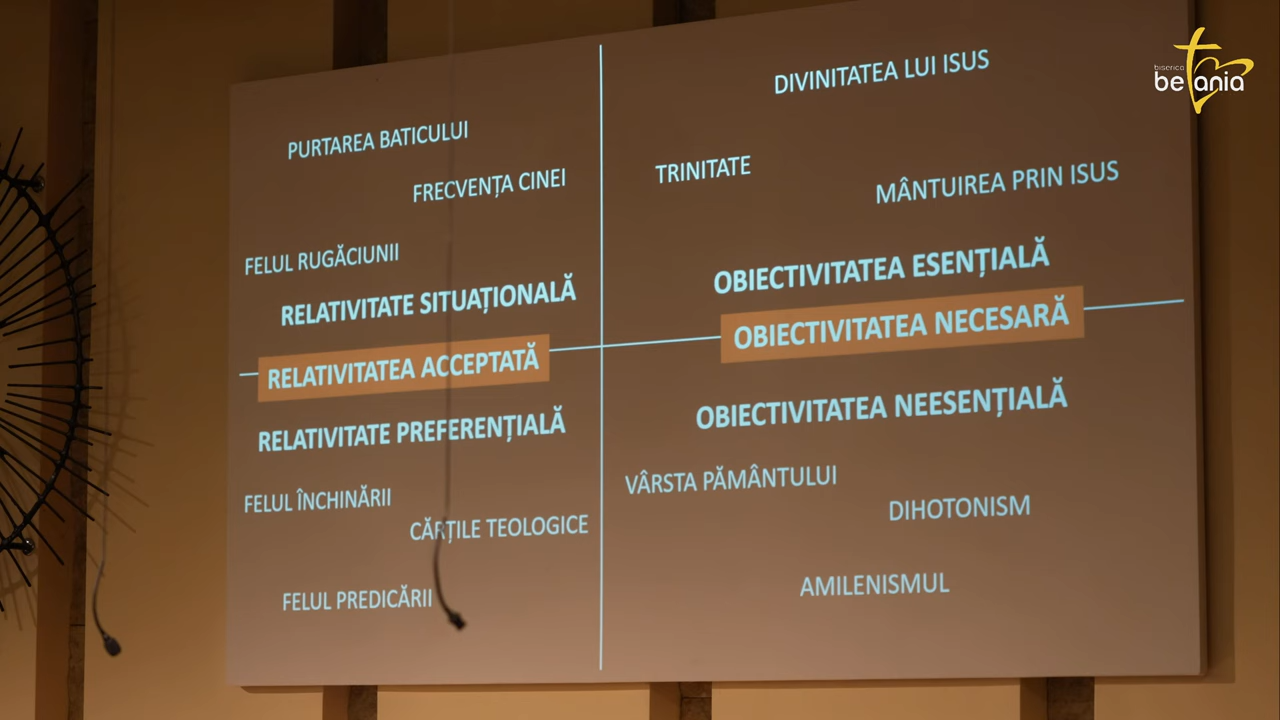 PURTAREA BATICULUI
FRECVENȚA CINEI
FELUL RUGĂCIUNII
RELATIVITATE SITUAȚIONALĂ
RELATIVITATEA ACCEPTATĂ
RELATIVITATE PREFERENȚIALĂ
FELUL ÎNCHINĂRII
CĂRȚILE TEOLOGICE
FELUL PREDICĂRII
DIVINITATEA LUI ISUS
TRINITATE
MÂNTUIREA PRIN ISUS
OBIECTIVITATEA ESENȚIALĂ
OBIECTIVITATEA NECESARĂ
OBIECTIVITATEA NEESENȚIALĂ
VÂRSTA PĂMÂNTULUI
DIHOTONISM
AMILENISMUL
biserica
betania